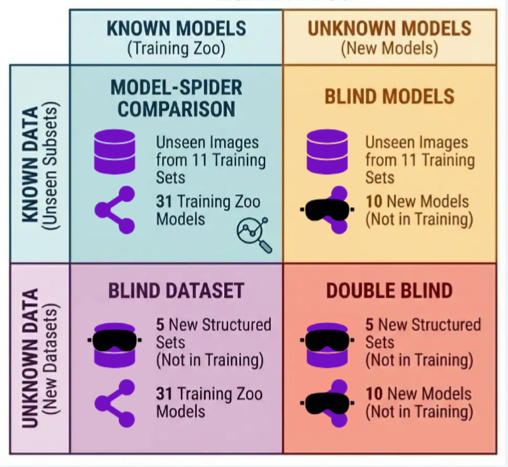 KNOWN MODELS
(Training Zoo)
UNKNOWN MODELS
(New Models)
KNOWN DATA
(Unseen Subsets)
MODEL-SPIDER
COMPARISON
Unseen Images
from 11 Training
Sets
31 Training Zoo
Models
BLIND MODELS
Unseen Images
from 11 Training
Sets
10 New Models
(Not in Training)
UNKNOWN DATA
(New Datasets)
BLIND DATASET
5 New Structured
Sets
(Not in Training)
31 Training Zoo
Models
DOUBLE BLIND
5 New Structured
Sets
(Not in Training)
10 New Models
(Not in Training)